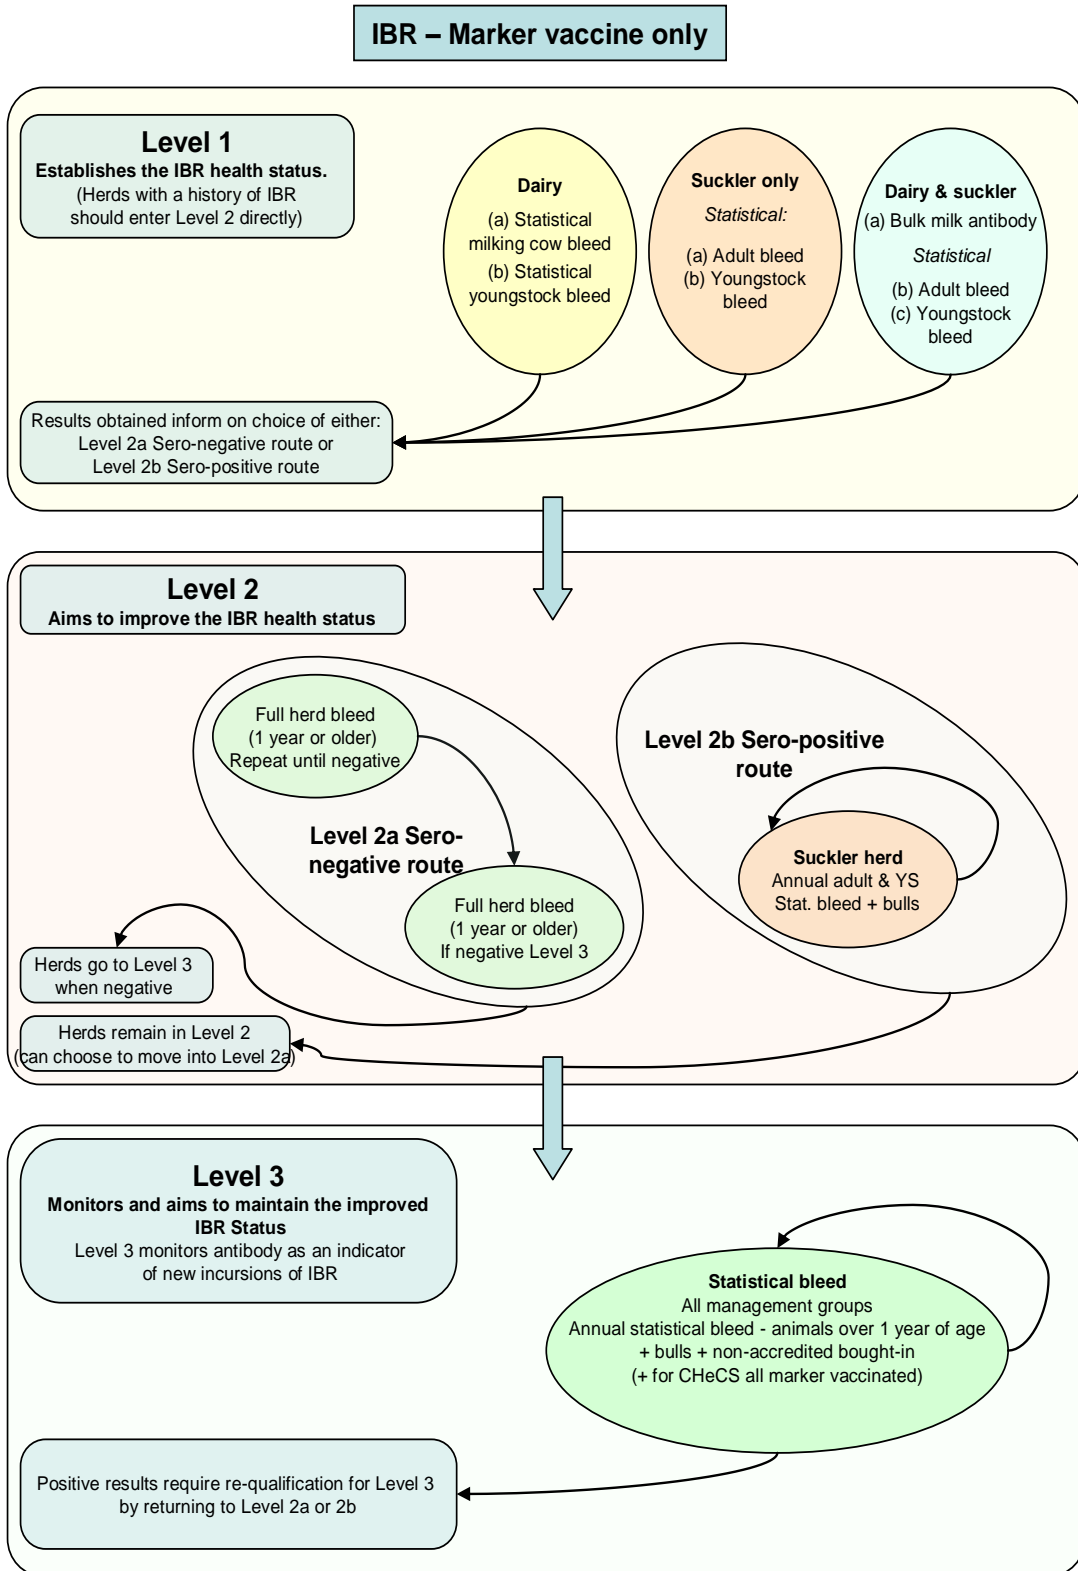 IBR – Marker vaccine only
Level 1
Establishes the IBR health status.
(Herds with a history of IBR
should enter Level 2 directly)
Dairy
(a) Statistical
milking cow bleed
(b) Statistical
youngstock bleed
Suckler only
Statistical:
(a) Adult bleed
(b) Youngstock
bleed
Dairy & suckler
(a) Bulk milk antibody
Statistical
(b) Adult bleed
(c) Youngstock
bleed
Results obtained inform on choice of either:
Level 2a Sero-negative route or
Level 2b Sero-positive route
Level 2
Aims to improve the IBR health status
Full herd bleed
(1 year or older)
Repeat until negative
Level 2a Sero-
negative route
Full herd bleed
(1 year or older)
If negative Level 3
Level 2b Sero-positive
route
Suckler herd
Annual adult & YS
Stat. bleed + bulls
Herds go to Level 3
when negative
Herds remain in Level 2
(can choose to move into Level 2a)
Level 3
Monitors and aims to maintain the improved
IBR Status
Level 3 monitors antibody as an indicator
of new incursions of IBR
Statistical bleed
All management groups
Annual statistical bleed - animals over 1 year of age
+ bulls + non-accredited bought-in
(+ for CHeCS all marker vaccinated)
Positive results require re-qualification for Level 3
by returning to Level 2a or 2b